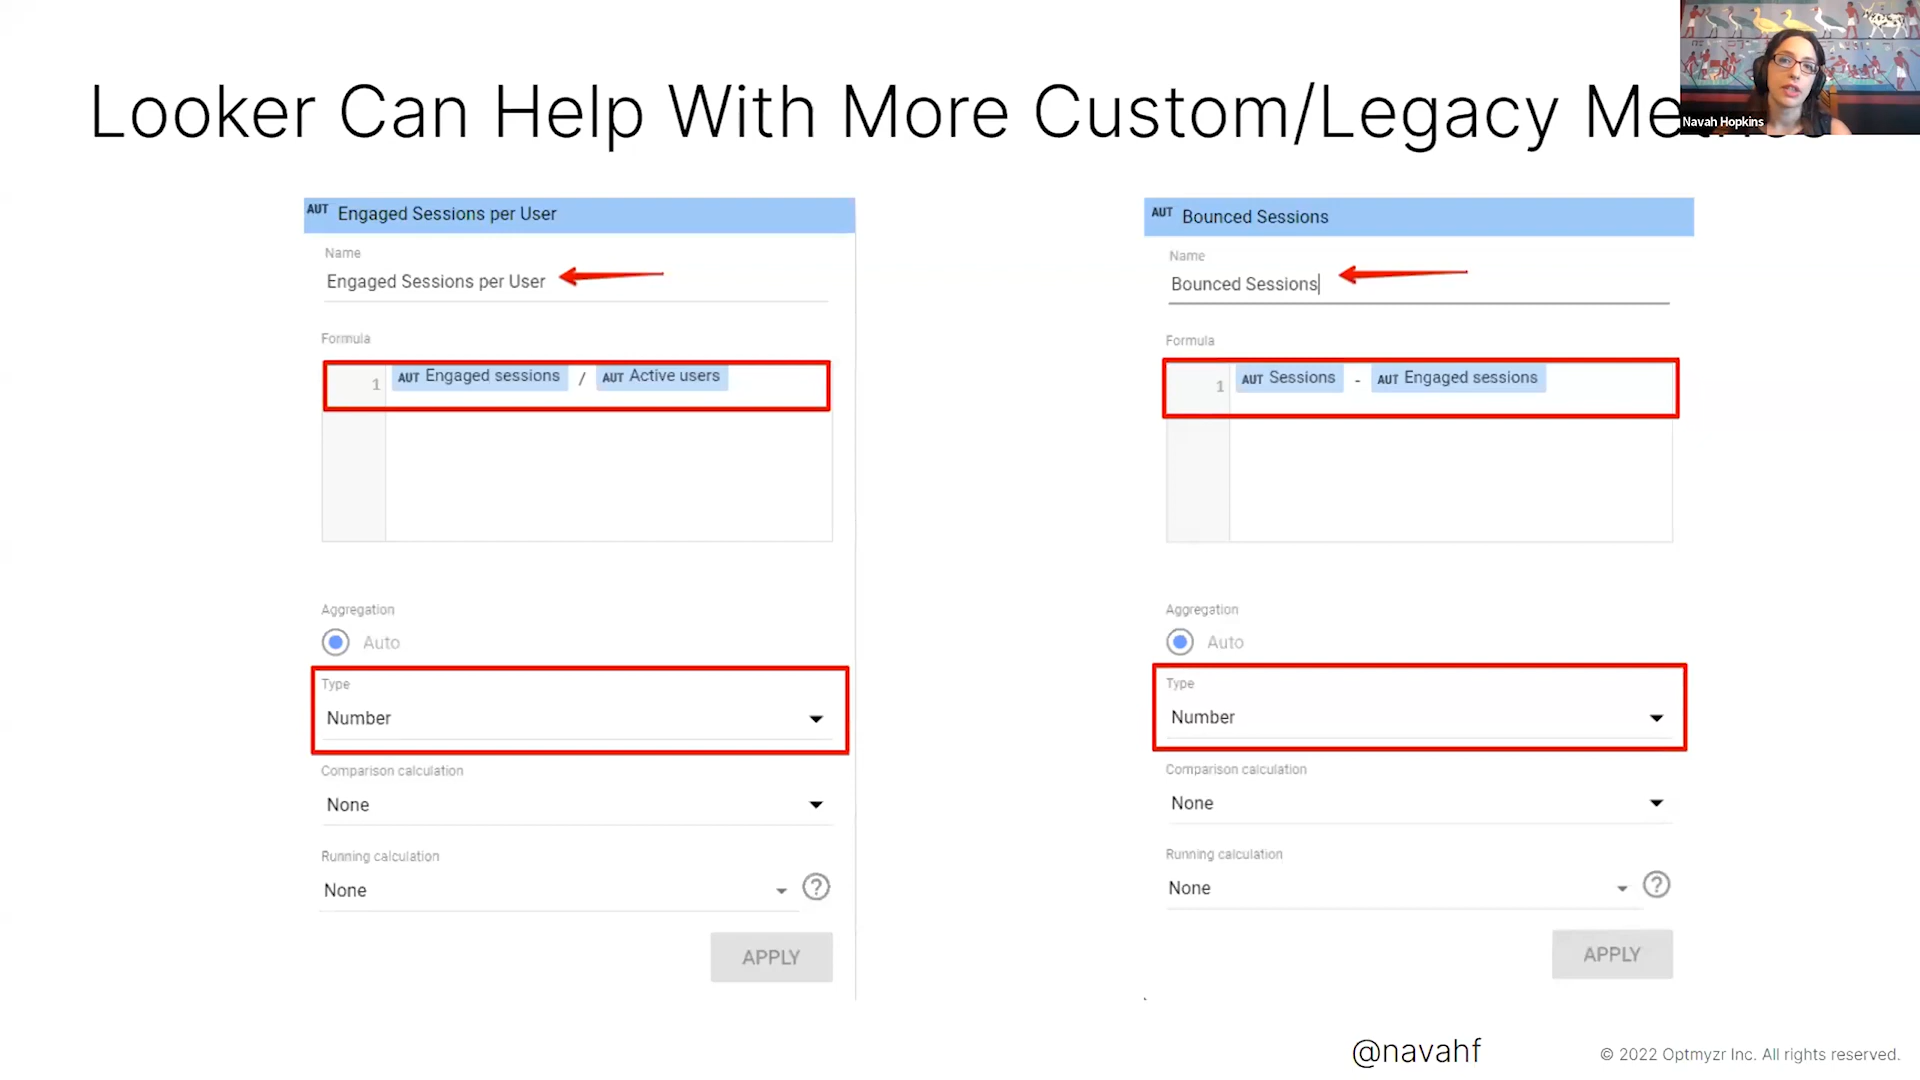 Looker Can Help With More Custom/Legacy
Navah Hopkins
AUT Engaged Sessions per User
Name
Engaged Sessions per User
Formula
1 AUT Engaged sessions / AUT Active users
Aggregation
Auto
Type
Number
Comparison calculation
None
Running calculation
None
?
APPLY
AUT Bounced Sessions
Name
Bounced Sessions
Formula
1 AUT Sessions - AUT Engaged sessions
Aggregation
Auto
Type
Number
Comparison calculation
None
Running calculation
None
?
APPLY
@navahf
© 2022 Optmyzr Inc. All rights reserved.